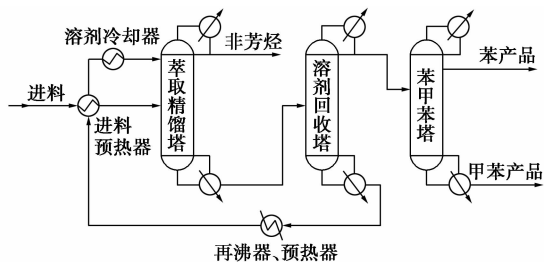 溶剂冷却器
非芳烃
苯产品
进料
进料
预热器
萃取精馏塔
溶剂回收塔
苯甲苯塔
甲苯产品
再沸器、预热器